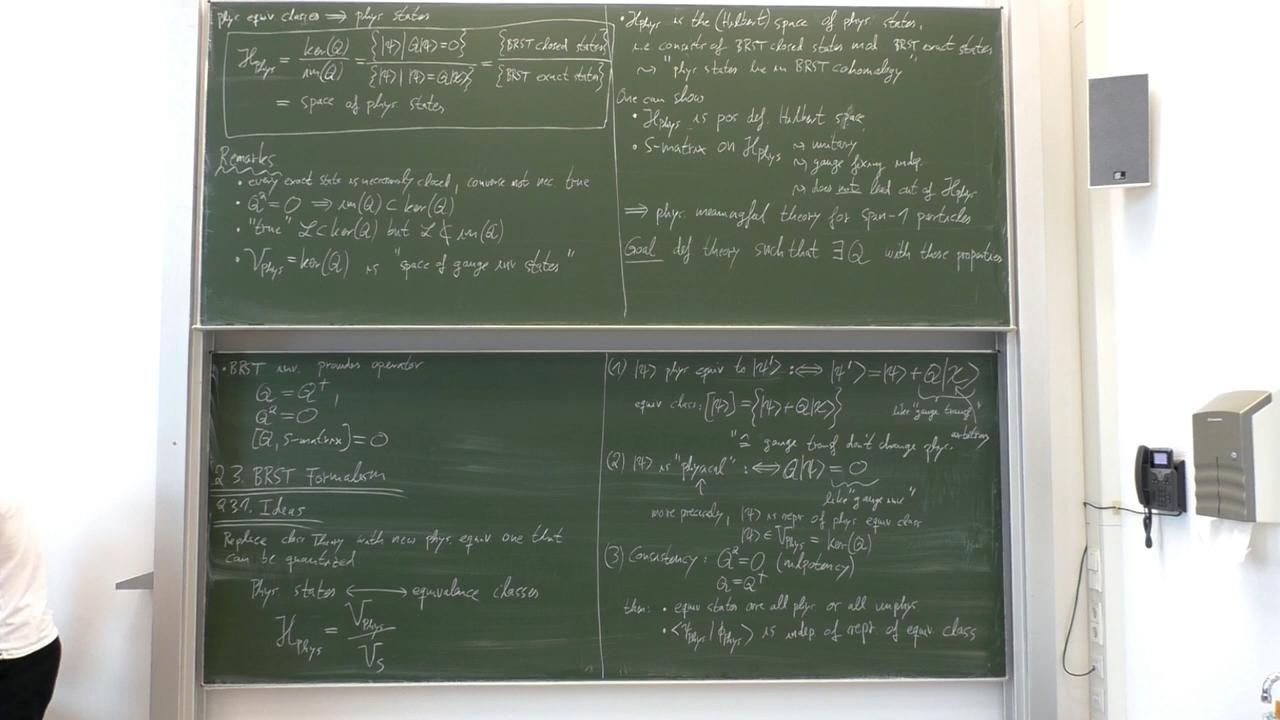 phys equiv classes ⟹ phys states
H_phys = ker(Q)/im(Q) = {|ψ⟩ | Q|ψ⟩=0}/{|ψ⟩ | |ψ⟩=Q|χ⟩} = {BRST closed states}/{BRST exact states}
= space of phys. states
Remarks
• every exact state is necessarily closed, converse not nec. true
• Q²=0 ⟹ im(Q) ⊂ ker(Q)
• "true" L⊂ker(Q) but L⊄im(Q)
• V_phys = ker(Q) is "space of gauge inv states"
• H_phys is the (Hilbert) space of phys. states,
i.e. consists of BRST closed states mod BRST exact states
⇝ "phys states live in BRST cohomology"
One can show
• H_phys is pos def. Hilbert space
• S-matrix on H_phys ⇝ unitary
⇝ gauge fixing indep.
⇝ does not lead out of H_phys
⟹ phys. meaningful theory for spin-1 particles
Goal def theory such that ∃Q with those properties
• BRST inv. provides operator
Q = Q†,
Q² = 0
[Q, S-matrix] = 0
2.3. BRST Formalism
2.3.1. Ideas
Replace class theory with new phys. equiv one that
can be quantized
Phys states ⟷ equivalence classes
H_phys = V_phys/V_S
(1) |ψ⟩ phys equiv to |ψ'⟩ :⟺ |ψ'⟩ = |ψ⟩ + Q|χ⟩
equiv class: [|ψ⟩] = {|ψ⟩ + Q|χ⟩}
like "gauge transf"
arbitrary
"≙ gauge transf don't change phys.
(2) |ψ⟩ is "physical" :⟺ Q|ψ⟩ = 0
like "gauge inv"
more precisely, |ψ⟩ is repr of phys. equiv class
|ψ⟩ ∈ V_phys = ker(Q)
(3) Consistency: Q² = 0, (nilpotency)
Q = Q†
then: • equiv states are all phys or all unphys
• ⟨ψ_phys|ϕ_phys⟩ is indep of repr of equiv. class